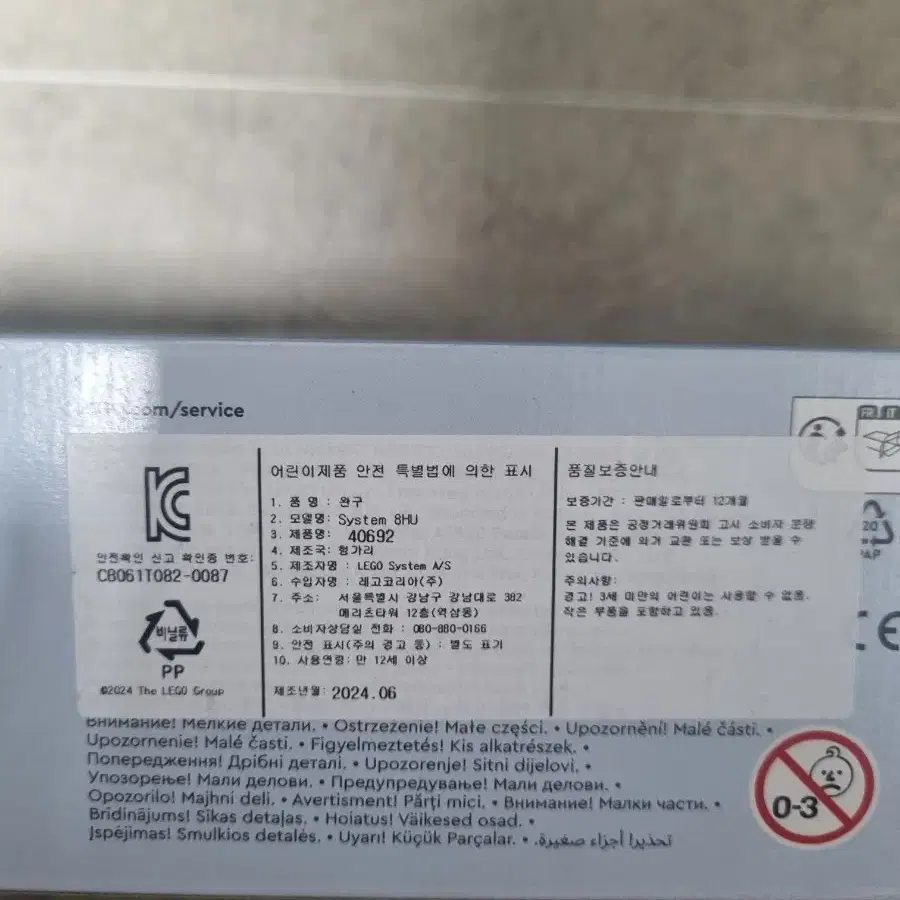 .com/service
FR IT
어린이제품 안전 특별법에 의한 표시
1. 품 명 : 완구
2. 모델명: System 8HU
3. 제품명: 40692
4. 제조국: 헝가리
5. 제조자명 : LEGO System A/S
6. 수입자명 : 레고코리아(주)
7. 주소: 서울특별시 강남구 강남대로 382
메리츠타워 12층(역삼동)
8. 소비자상담실 전화 : 080-880-0166
9. 안전 표시(주의 경고 등) : 별도 표기
10. 사용연령: 만 12세 이상
제조년월: 2024.06
안전확인 신고 확인증 번호:
CB061T082-0087
비닐류
PP
©2024 The LEGO Group
품질보증안내
보증기간 : 판매일로부터 12개월
본 제품은 공정거래위원회 고시 소비자 분쟁
해결 기준에 의거 교환 또는 보상 받을 수
있습니다.
주의사항:
경고! 3세 미만의 어린이는 사용할 수 없음.
작은 부품을 포함하고 있음.
20
PAP
CE
Внимание! Мелкие детали. • Ostrzeżenie! Małe części. • Upozornění! Malé části. •
Upozornenie! Malé časti. • Figyelmeztetés! Kis alkatrészek. •
Попередження! Дрібні деталі. • Upozorenje! Sitni dijelovi. •
Упозорење! Мали делови. • Предупредување! Мали делови. •
Opozorilo! Majhni deli. • Avertisment! Părți mici. • Внимание! Малки части. •
Brīdinājums! Sīkas detaļas. • Hoiatus! Väikesed osad. •
Įspėjimas! Smulkios detalės. • Uyarı! Küçük Parçalar. • تحذير! أجزاء صغيرة.
0-3